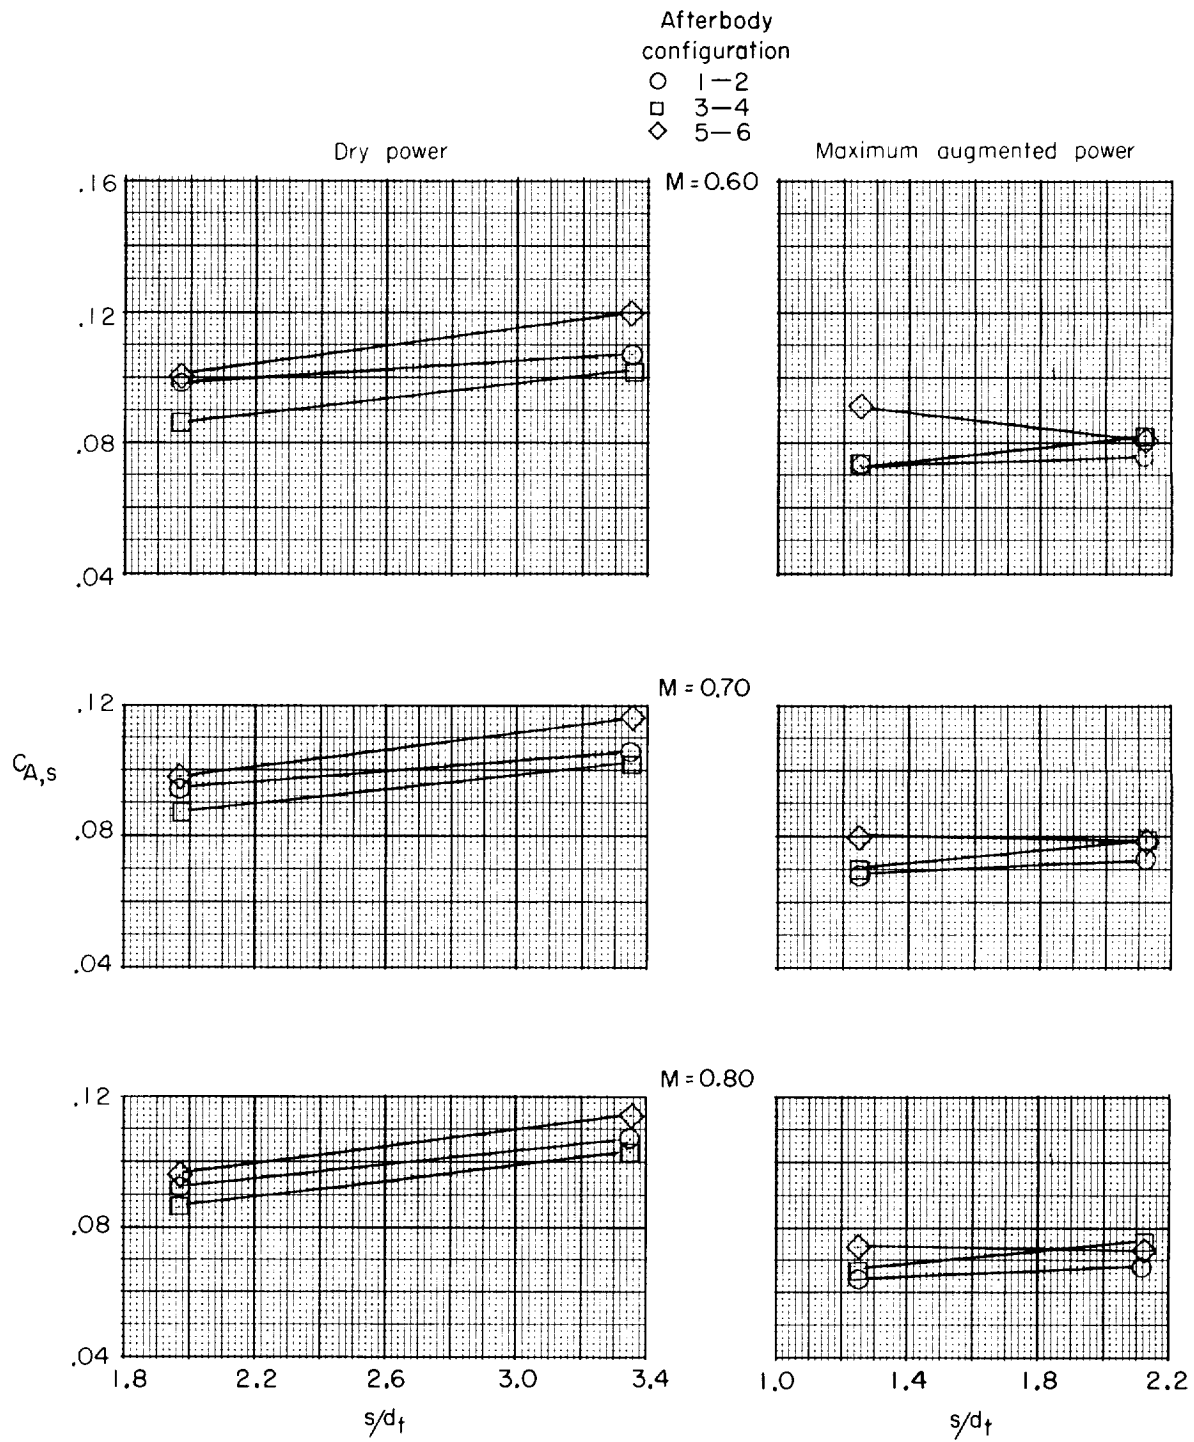 Afterbody
configuration
1–2
3–4
5–6
Dry power
Maximum augmented power
M = 0.60
.16
.12
.08
.04
M = 0.70
.12
C_A,s
.08
.04
M = 0.80
.12
.08
.04
1.8 2.2 2.6 3.0 3.4
1.0 1.4 1.8 2.2
s/d_t
s/d_t